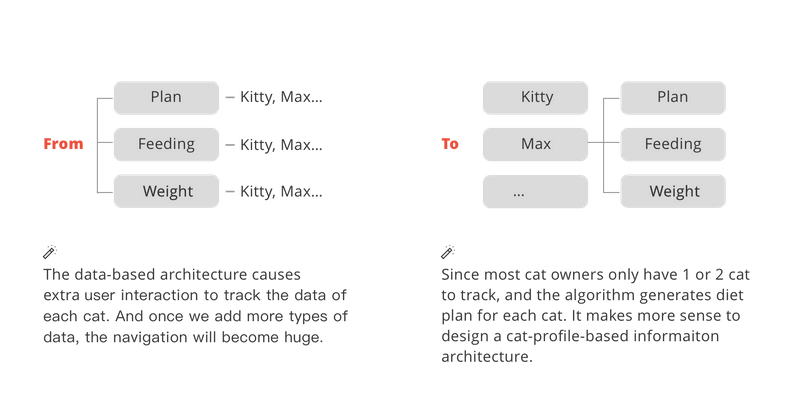 Plan
Kitty, Max...
From
Feeding
Kitty, Max...
Weight
Kitty, Max...
The data-based architecture causes
extra user interaction to track the data of
each cat. And once we add more types of
data, the navigation will become huge.
Kitty
Plan
To
Max
Feeding
...
Weight
Since most cat owners only have 1 or 2 cat
to track, and the algorithm generates diet
plan for each cat. It makes more sense to
design a cat-profile-based informaiton
architecture.